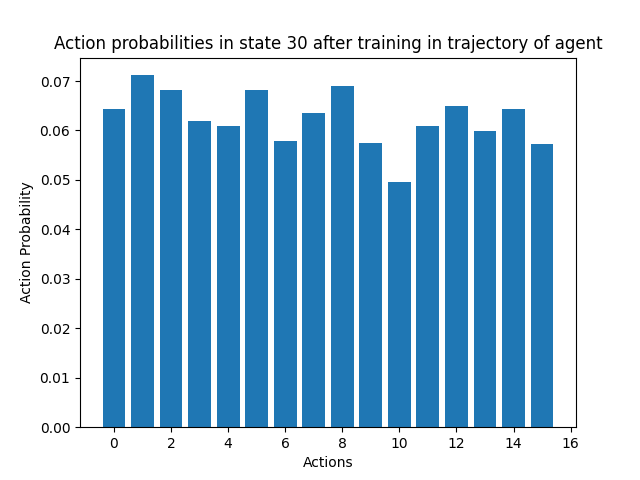 Action probabilities in state 30 after training in trajectory of agent
0.07
0.06
0.05
0.04
0.03
0.02
0.01
0.00
Action Probability
0 2 4 6 8 10 12 14 16
Actions